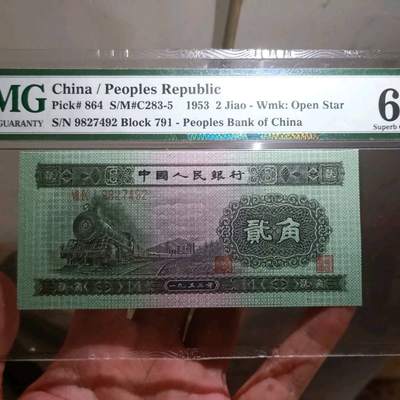 MG China / Peoples Republic
GUARANTY Pick# 864 S/M#C283-5 1953 2 Jiao - Wmk: Open Star
S/N 9827492 Block 791 - Peoples Bank of China
6
Superb
中國人民銀行
9827492
貳角
一九五三年